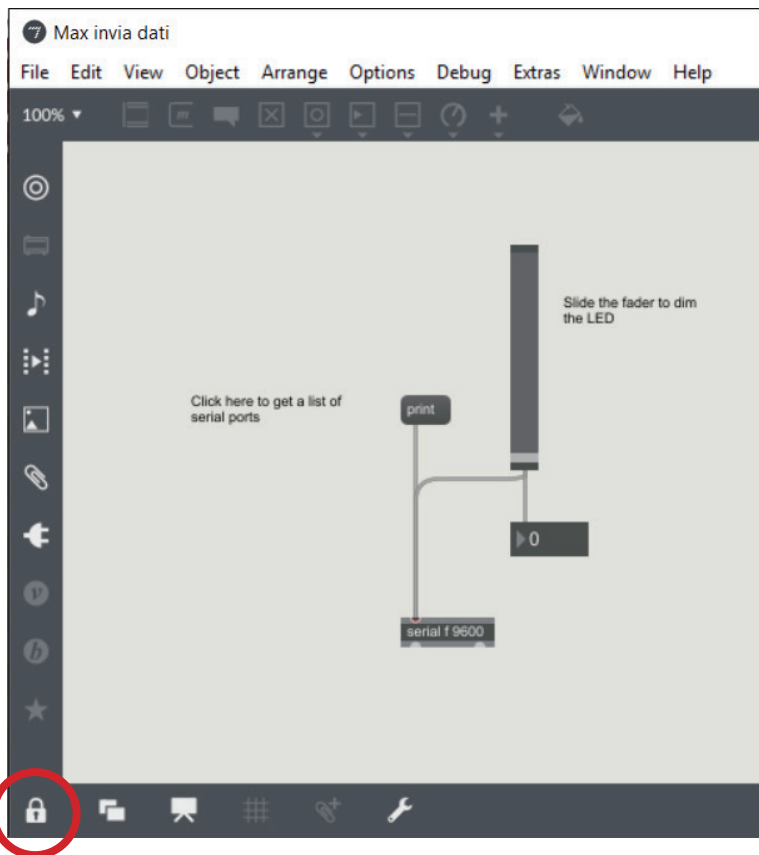 Max invia dati
File Edit View Object Arrange Options Debug Extras Window Help
100%
Slide the fader to dim
the LED
Click here to get a list of
serial ports
print
0
serial f 9600